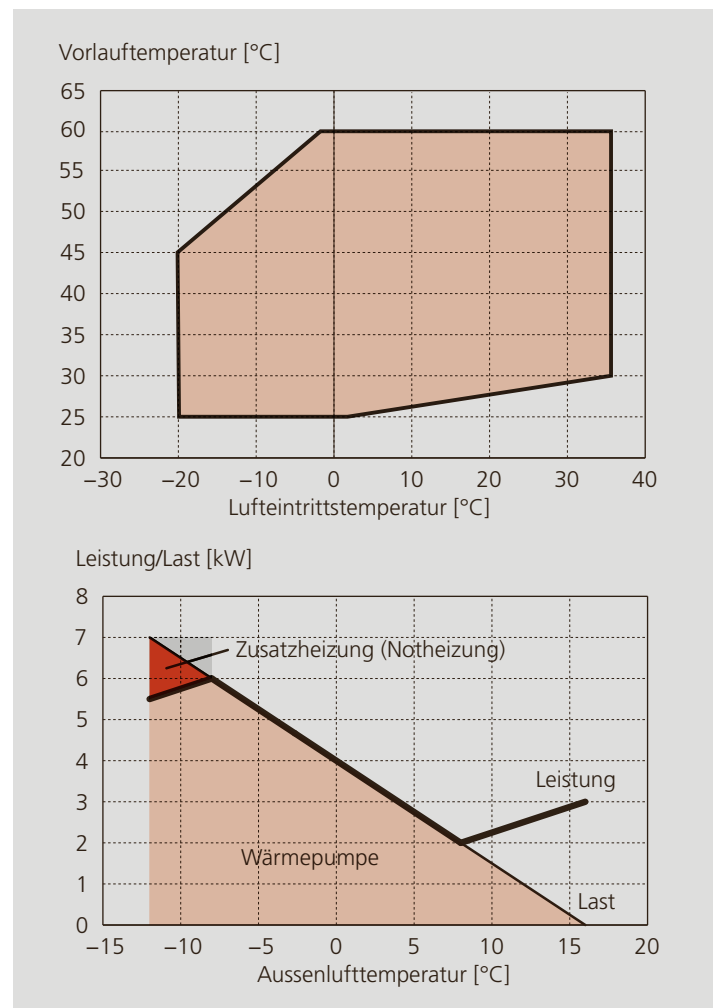 Vorlauftemperatur [°C]
65
60
55
50
45
40
35
30
25
20
–30 –20 –10 0 10 20 30 40
Lufteintrittstemperatur [°C]
Leistung/Last [kW]
8
7
Zusatzheizung (Notheizung)
6
5
4
Leistung
3
2
Wärmepumpe
1
Last
0
–15 –10 –5 0 5 10 15 20
Aussenlufttemperatur [°C]